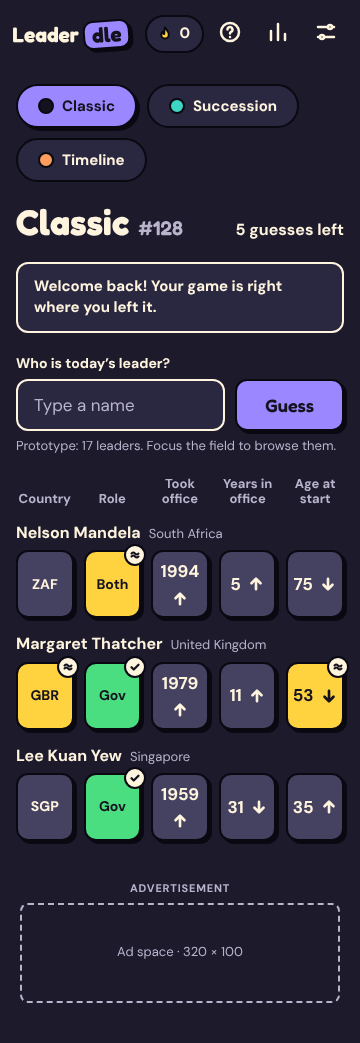 Leader dle 0
Classic Succession
Timeline
Classic #128 5 guesses left
Welcome back! Your game is right
where you left it.
Who is today’s leader?
Type a name Guess
Prototype: 17 leaders. Focus the field to browse them.
Country Role Took office Years in office Age at start
Nelson Mandela South Africa
ZAF Both 1994 ↑ 5 ↑ 75 ↓
Margaret Thatcher United Kingdom
GBR Gov 1979 ↑ 11 ↑ 53 ↓
Lee Kuan Yew Singapore
SGP Gov 1959 ↑ 31 ↓ 35 ↑
ADVERTISEMENT
Ad space · 320 × 100